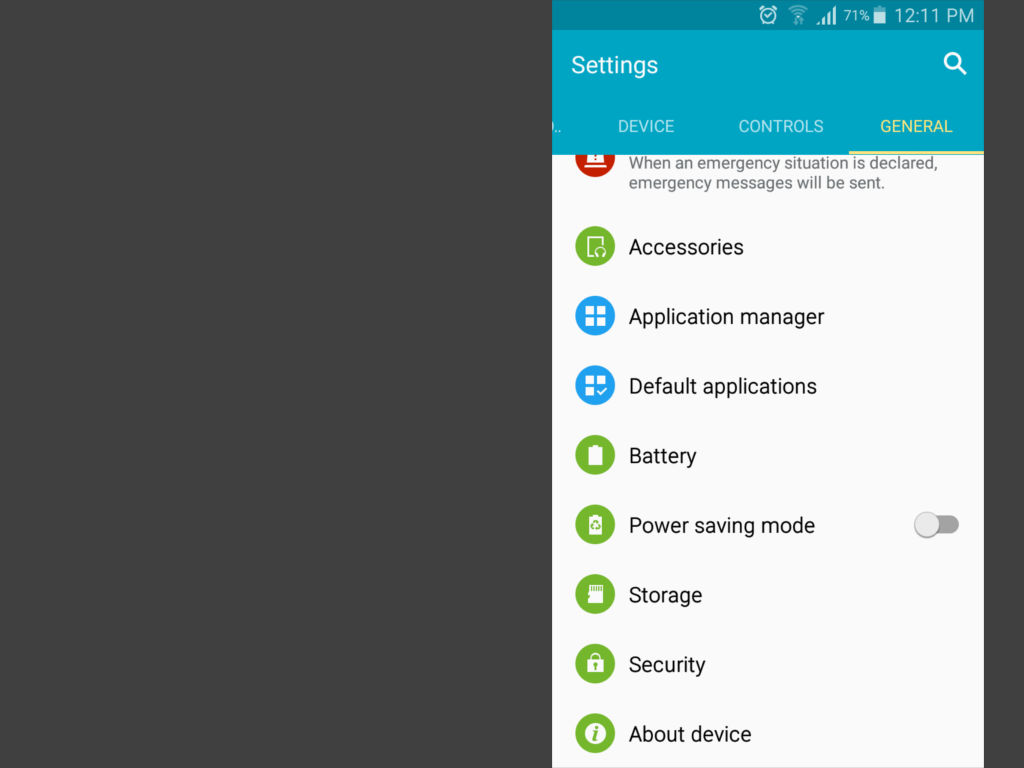 71% 12:11 PM
Settings
DEVICE CONTROLS GENERAL
When an emergency situation is declared,
emergency messages will be sent.
Accessories
Application manager
Default applications
Battery
Power saving mode
Storage
Security
About device